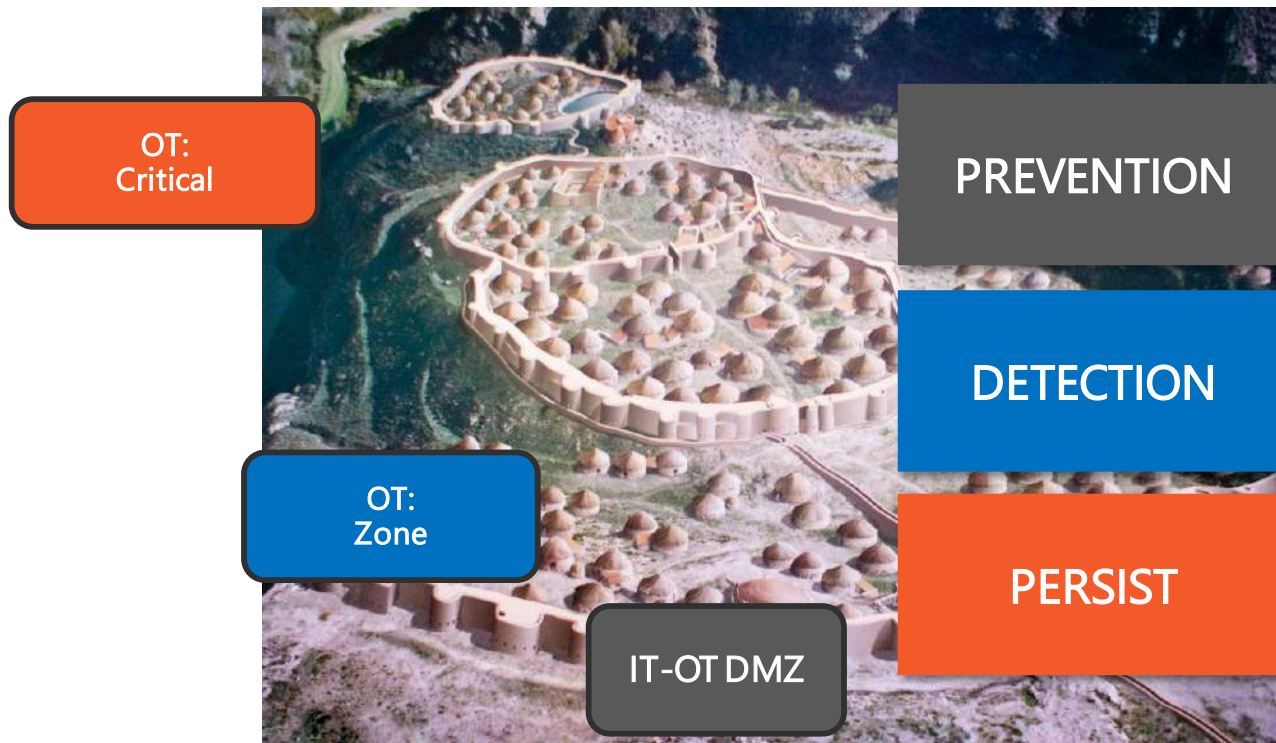 OT:
Critical
PREVENTION
DETECTION
OT:
Zone
PERSIST
IT-OT DMZ